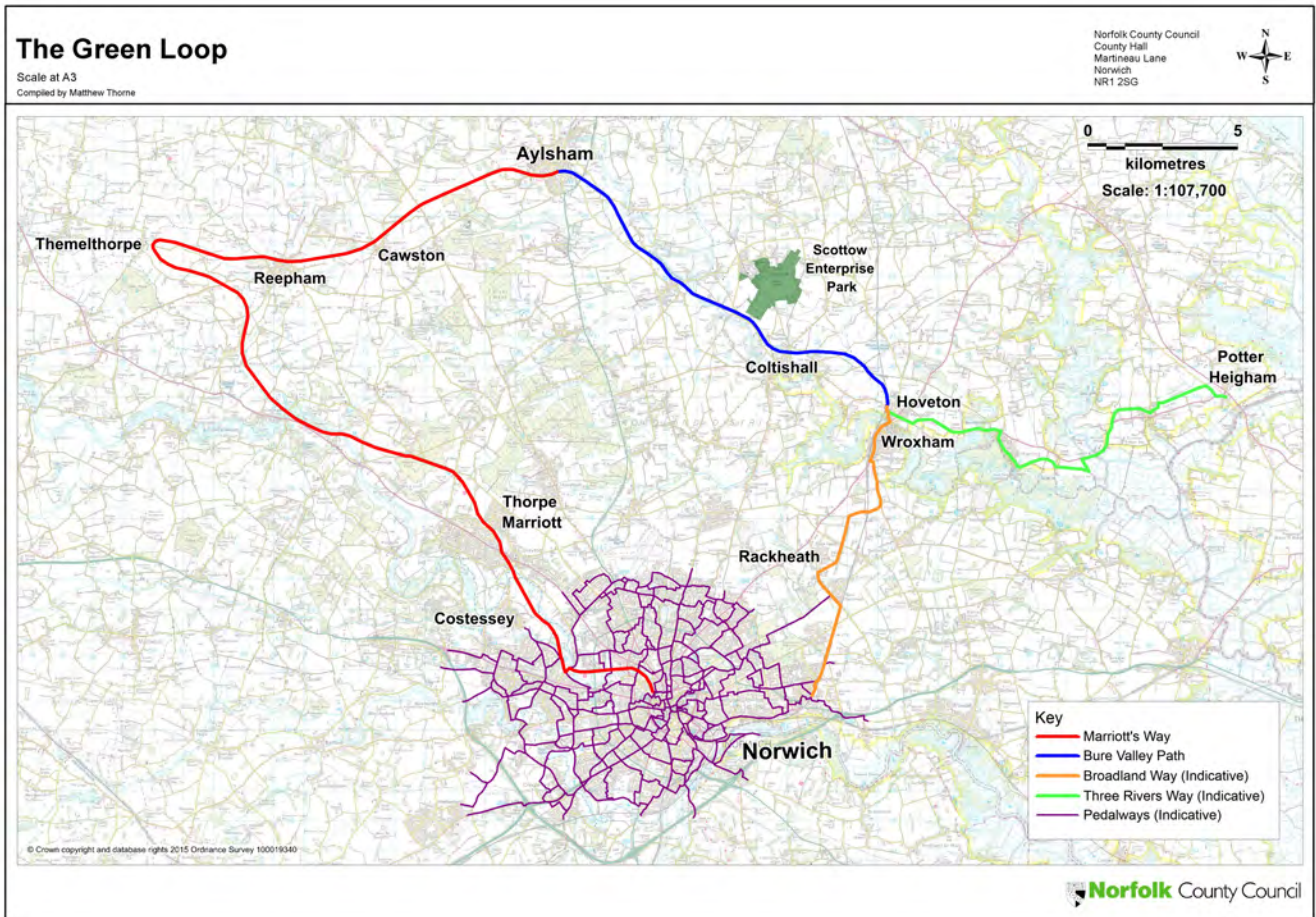 The Green Loop
Scale at A3
Compiled by Matthew Thorne
Norfolk County Council
County Hall
Martineau Lane
Norwich
NR1 2SG
N
W
E
S
0
5
kilometres
Scale: 1:107,700
Aylsham
Themelthorpe
Reepham
Cawston
Scottow
Enterprise
Park
Coltishall
Potter
Heigham
Hoveton
Wroxham
Thorpe
Marriott
Rackheath
Costessey
Norwich
Key
Marriott's Way
Bure Valley Path
Broadland Way (Indicative)
Three Rivers Way (Indicative)
Pedalways (Indicative)
© Crown copyright and database rights 2015 Ordnance Survey 100019340
Norfolk County Council